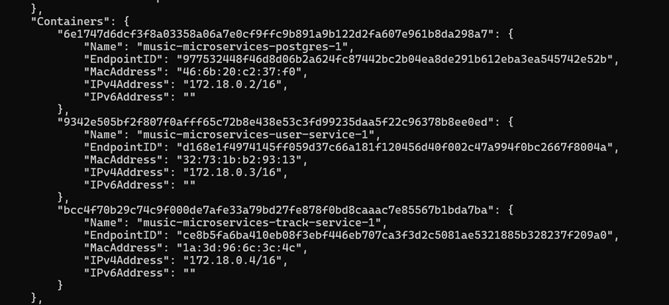 },
"Containers": {
"6e1747d6dcf3f8a03358a06a7e0cf9ffc9b891a9b122d2fa607e961b8da298a7": {
"Name": "music-microservices-postgres-1",
"EndpointID": "977532448f46d8d06b2a624fc87442bc2b04ea8de291b612eba3ea545742e52b",
"MacAddress": "46:6b:20:c2:37:f0",
"IPv4Address": "172.18.0.2/16",
"IPv6Address": ""
},
"9342e505bf2f807f0afff65c72b8e438e53c3fd99235daa5f22c96378b8ee0ed": {
"Name": "music-microservices-user-service-1",
"EndpointID": "d168e1f4974145ff059d37c66a181f120456d40f002c47a994f0bc2667f8004a",
"MacAddress": "32:73:1b:b2:93:13",
"IPv4Address": "172.18.0.3/16",
"IPv6Address": ""
},
"bcc4f70b29c74c9f000de7afe33a79bd27fe878f0bd8caaac7e85567b1bda7ba": {
"Name": "music-microservices-track-service-1",
"EndpointID": "ce8b5fa6ba410eb08f3ebf446eb707ca3f3d2c5081ae5321885b328237f209a0",
"MacAddress": "1a:3d:96:6c:3c:4c",
"IPv4Address": "172.18.0.4/16",
"IPv6Address": ""
}
},